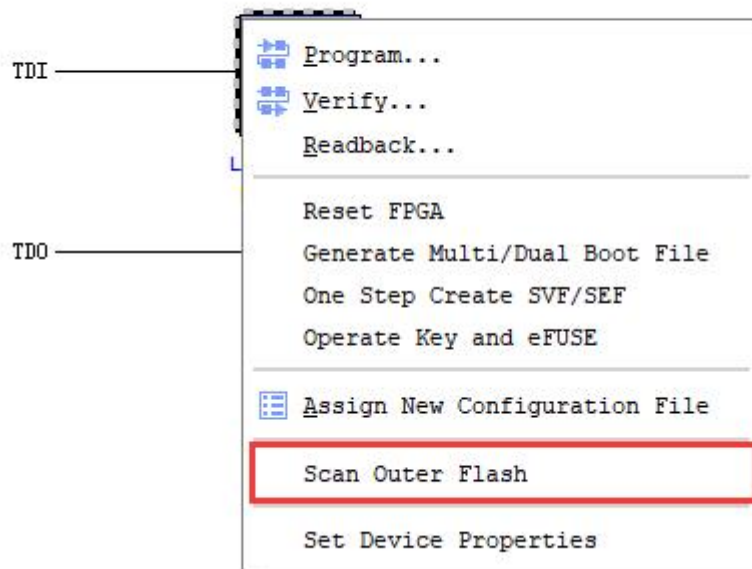 TDI
Program...
Verify...
Readback...
Reset FPGA
TDO
Generate Multi/Dual Boot File
One Step Create SVF/SEF
Operate Key and eFUSE
Assign New Configuration File
Scan Outer Flash
Set Device Properties